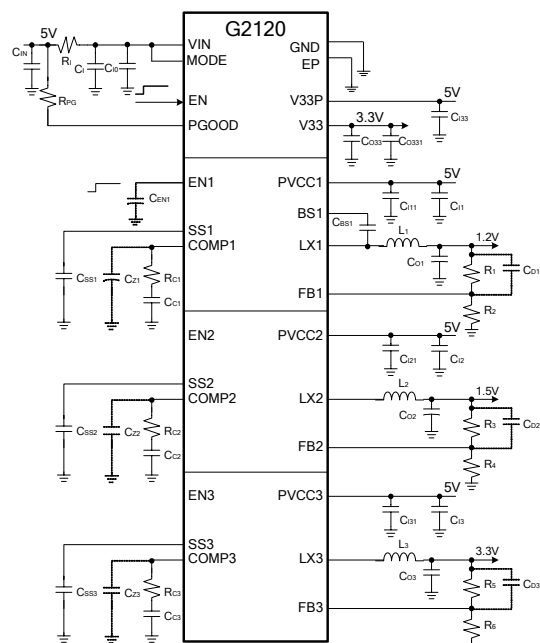 G2120
5V
CIN
RI
CI
CI0
VIN
MODE
GND
EP
EN
RPG
PGOOD
V33P
5V
CI33
V33
3.3V
CO33
CO331
EN1
CEN1
PVCC1
5V
CI11
CI1
BS1
CBS1
SS1
COMP1
LX1
L1
1.2V
CO1
R1
CD1
CSS1
CZ1
RC1
CC1
FB1
R2
EN2
PVCC2
5V
CI21
CI2
SS2
COMP2
LX2
L2
1.5V
CO2
R3
CD2
CSS2
CZ2
RC2
CC2
FB2
R4
EN3
PVCC3
5V
CI31
CI3
SS3
COMP3
LX3
L3
3.3V
CO3
R5
CD3
CSS3
CZ3
RC3
CC3
FB3
R6